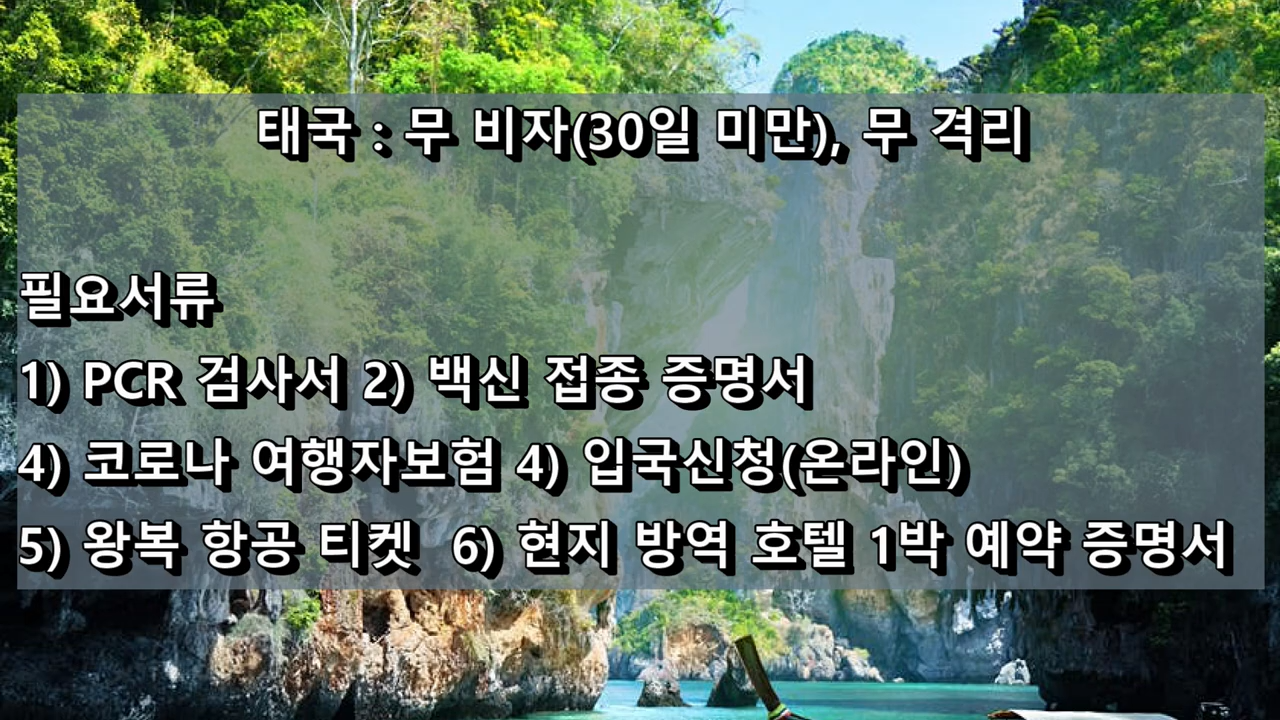 태국 : 무 비자(30일 미만), 무 격리
필요서류
1) PCR 검사서 2) 백신 접종 증명서
4) 코로나 여행자보험 4) 입국신청(온라인)
5) 왕복 항공 티켓  6) 현지 방역 호텔 1박 예약 증명서